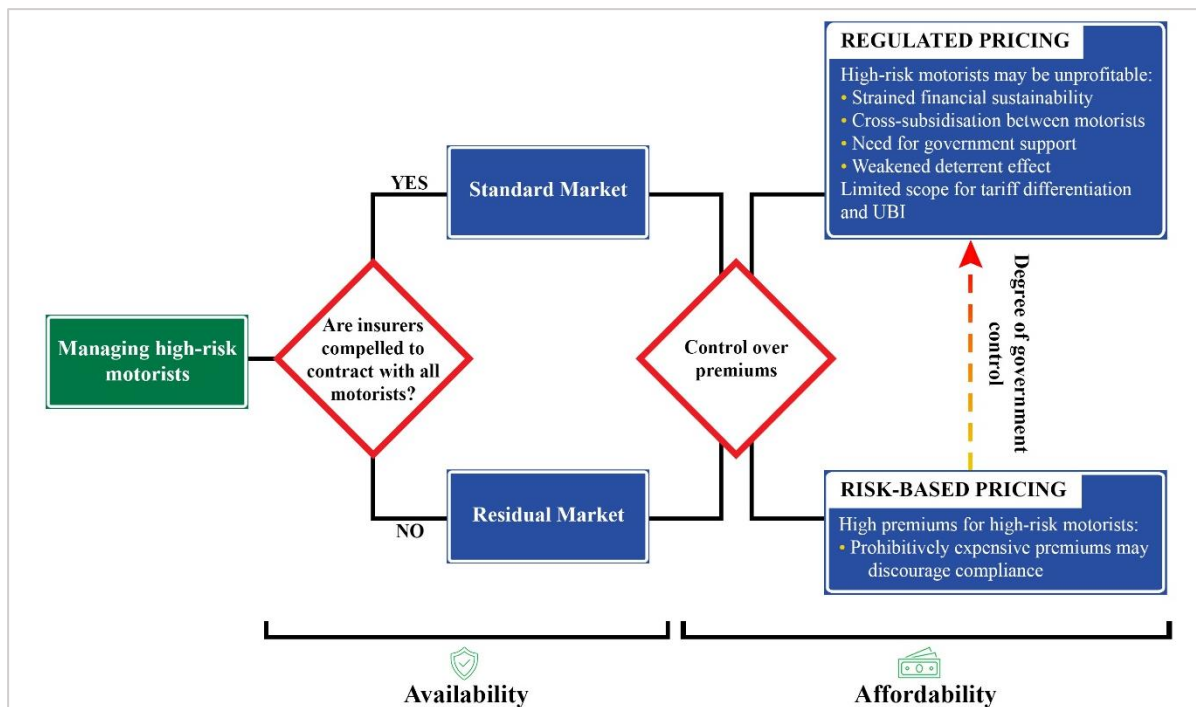 Managing high-risk
motorists
Are insurers
compelled to
contract with all
motorists?
YES
NO
Standard Market
Residual Market
Control over
premiums
REGULATED PRICING
High-risk motorists may be unprofitable:
• Strained financial sustainability
• Cross-subsidisation between motorists
• Need for government support
• Weakened deterrent effect
Limited scope for tariff differentiation
and UBI
Degree of government
control
RISK-BASED PRICING
High premiums for high-risk motorists:
• Prohibitively expensive premiums may
discourage compliance
Availability
Affordability